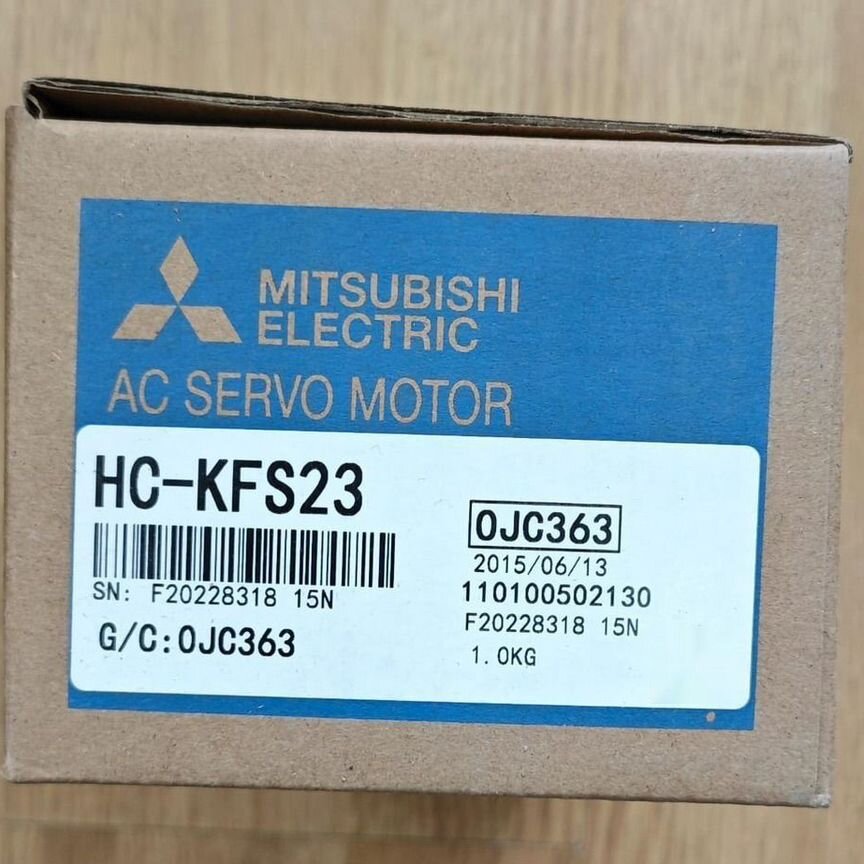 MITSUBISHI
ELECTRIC
AC SERVO MOTOR
HC-KFS23
SN: F20228318 15N
G/C:0JC363
0JC363
2015/06/13
110100502130
F20228318 15N
1.0KG